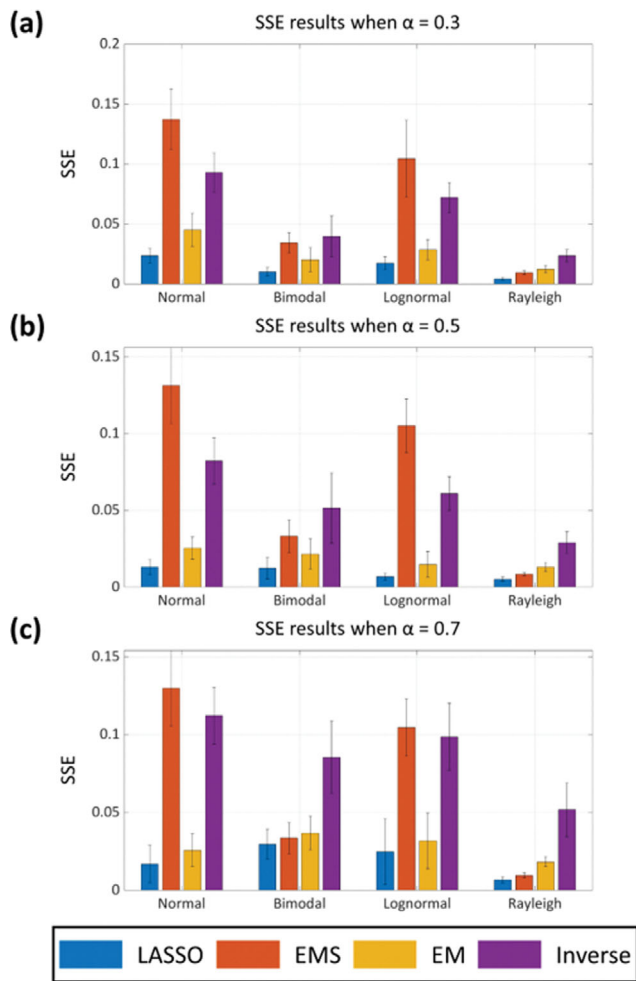 (a)
SSE results when α = 0.3
0.2
0.15
0.1
0.05
0
SSE
Normal Bimodal Lognormal Rayleigh
(b)
SSE results when α = 0.5
0.15
0.1
0.05
0
SSE
Normal Bimodal Lognormal Rayleigh
(c)
SSE results when α = 0.7
0.15
0.1
0.05
0
SSE
Normal Bimodal Lognormal Rayleigh
LASSO EMS EM Inverse